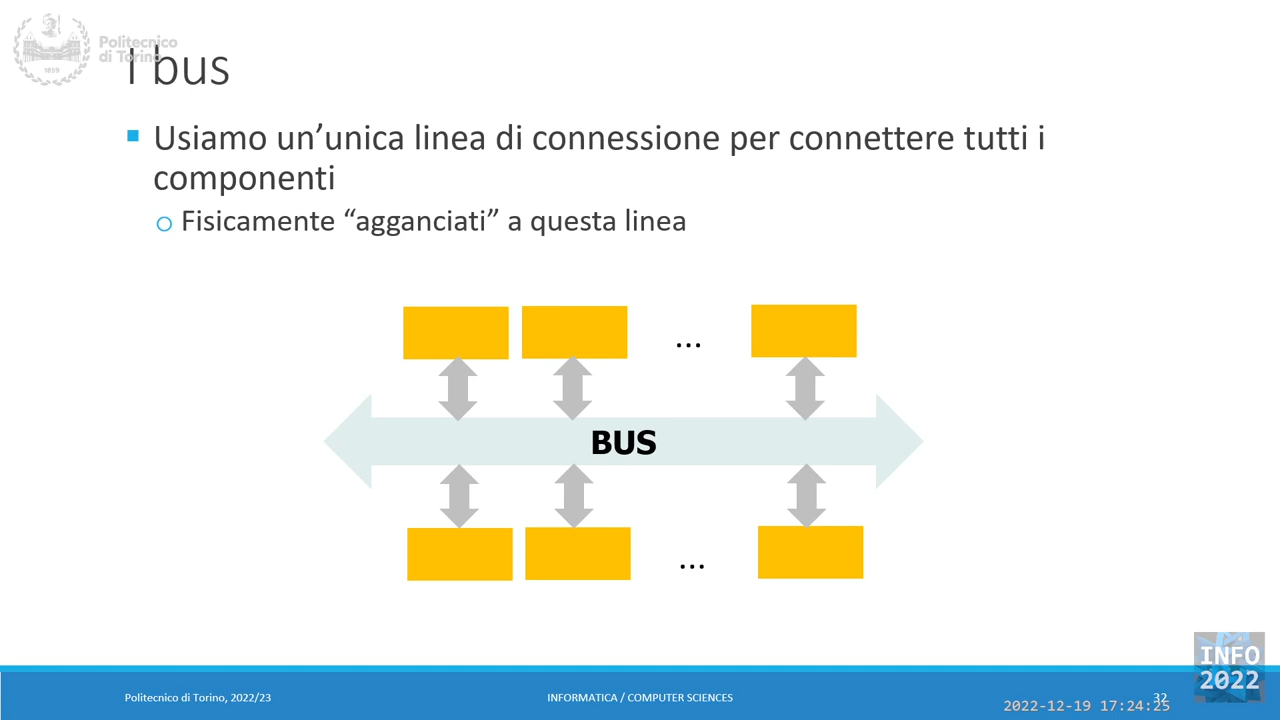 Politecnico
di Torino
1859
I bus
Usiamo un’unica linea di connessione per connettere tutti i
componenti
Fisicamente “agganciati” a questa linea
...
BUS
...
INFO
2022
Politecnico di Torino, 2022/23
INFORMATICA / COMPUTER SCIENCES
32
2022-12-19 17:24:25